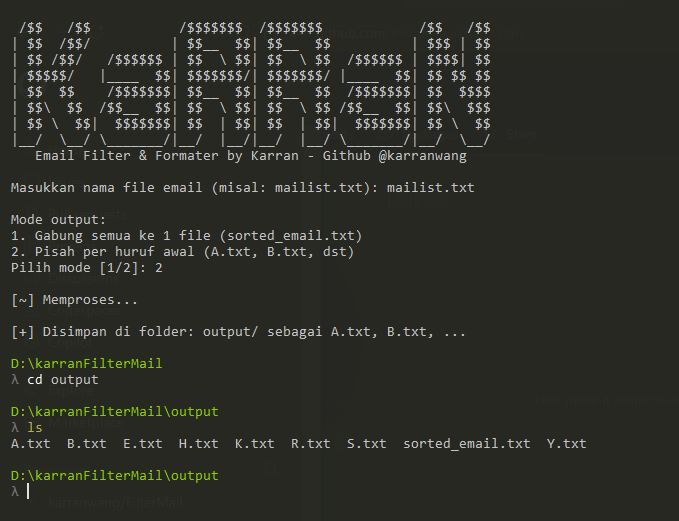 /$$   /$$           /$$$$$$$  /$$$$$$$            /$$   /$$
| $$  /$$/          | $$__  $$| $$__  $$          | $$$ | $$
| $$ /$$/   /$$$$$$ | $$  \ $$| $$  \ $$  /$$$$$$ | $$$$| $$
| $$$$$/   |____  $$| $$$$$$$/| $$$$$$$/ |____  $$| $$ $$ $$
| $$  $$    /$$$$$$$| $$__  $$| $$__  $$  /$$$$$$$| $$  $$$$
| $$\  $$  /$$__  $$| $$  \ $$| $$  \ $$ /$$__  $$| $$\  $$$
| $$ \  $$|  $$$$$$$| $$  | $$| $$  | $$|  $$$$$$$| $$ \  $$
|__/  \__/ \_______/|__/  |__/|__/  |__/ \_______/|__/  \__/
Email Filter & Formater by Karran - Github @karranwang
Masukkan nama file email (misal: mailist.txt): mailist.txt
Mode output:
1. Gabung semua ke 1 file (sorted_email.txt)
2. Pisah per huruf awal (A.txt, B.txt, dst)
Pilih mode [1/2]: 2
[~] Memproses...
[+] Disimpan di folder: output/ sebagai A.txt, B.txt, ...
D:\karranFilterMail
λ cd output
D:\karranFilterMail\output
λ ls
A.txt  B.txt  E.txt  H.txt  K.txt  R.txt  S.txt  sorted_email.txt  Y.txt
D:\karranFilterMail\output
λ
karranwang/FilterMail